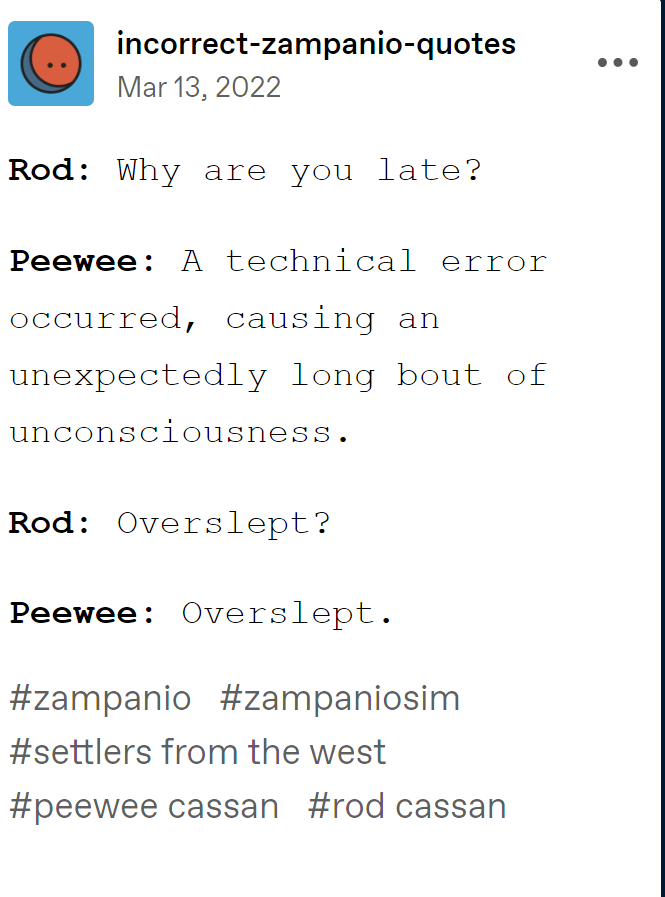 incorrect-zampanio-quotes
Mar 13, 2022
Rod: Why are you late?
Peewee: A technical error
occurred, causing an
unexpectedly long bout of
unconsciousness.
Rod: Overslept?
Peewee: Overslept.
#zampanio #zampaniosim
#settlers from the west
#peewee cassan #rod cassan